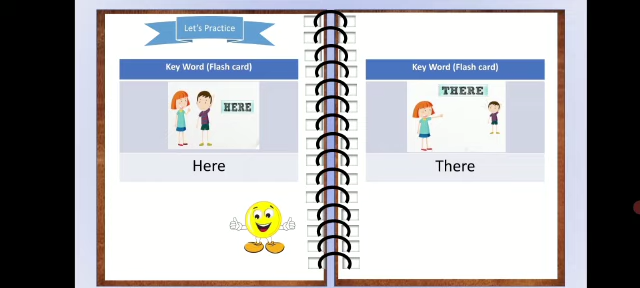 Let's Practice
Key Word (Flash card)
HERE
Here
Key Word (Flash card)
THERE
There